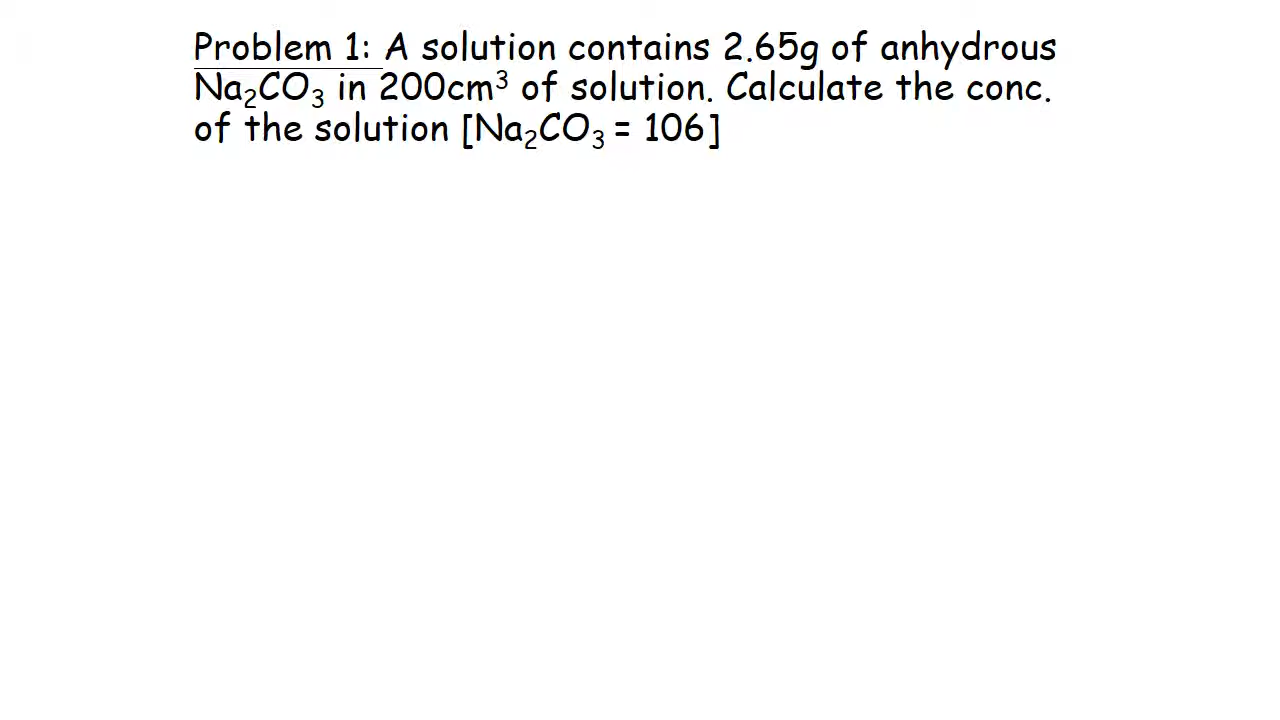 Problem 1: A solution contains 2.65g of anhydrous
Na₂CO₃ in 200cm³ of solution. Calculate the conc.
of the solution [Na₂CO₃ = 106]